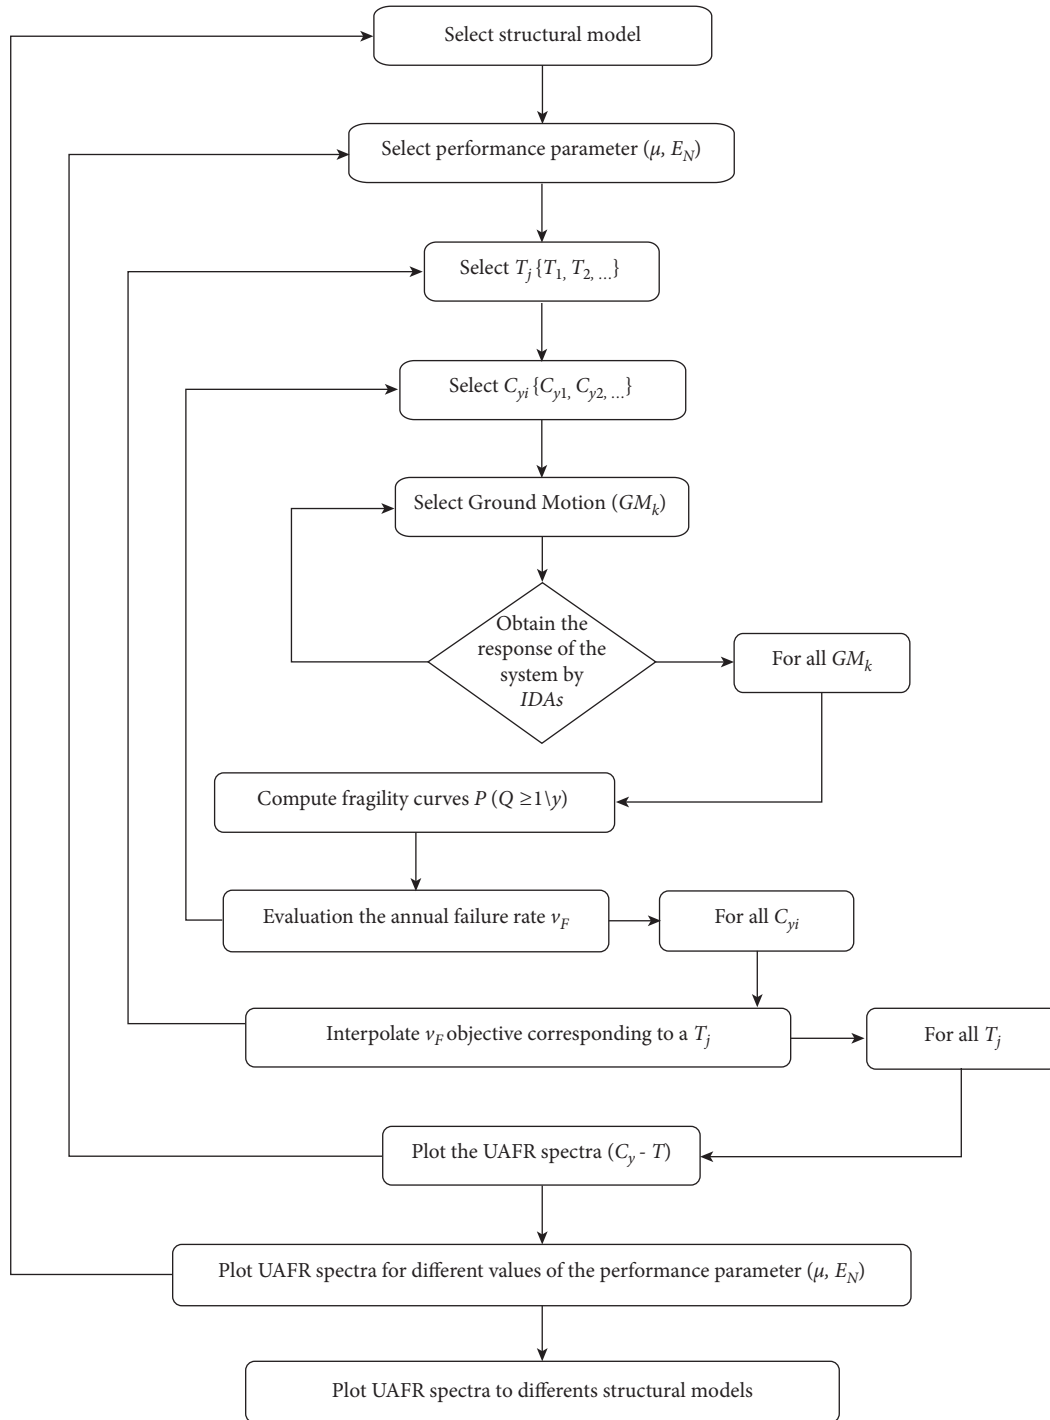 Select structural model
Select performance parameter (μ, E_N)
Select T_j {T_1, T_2, ...}
Select C_yi {C_y1, C_y2, ...}
Select Ground Motion (GM_k)
Obtain the
response of the
system by
IDAs
For all GM_k
Compute fragility curves P (Q ≥1\y)
Evaluation the annual failure rate ν_F
For all C_yi
Interpolate ν_F objective corresponding to a T_j
For all T_j
Plot the UAFR spectra (C_y - T)
Plot UAFR spectra for different values of the performance parameter (μ, E_N)
Plot UAFR spectra to differents structural models